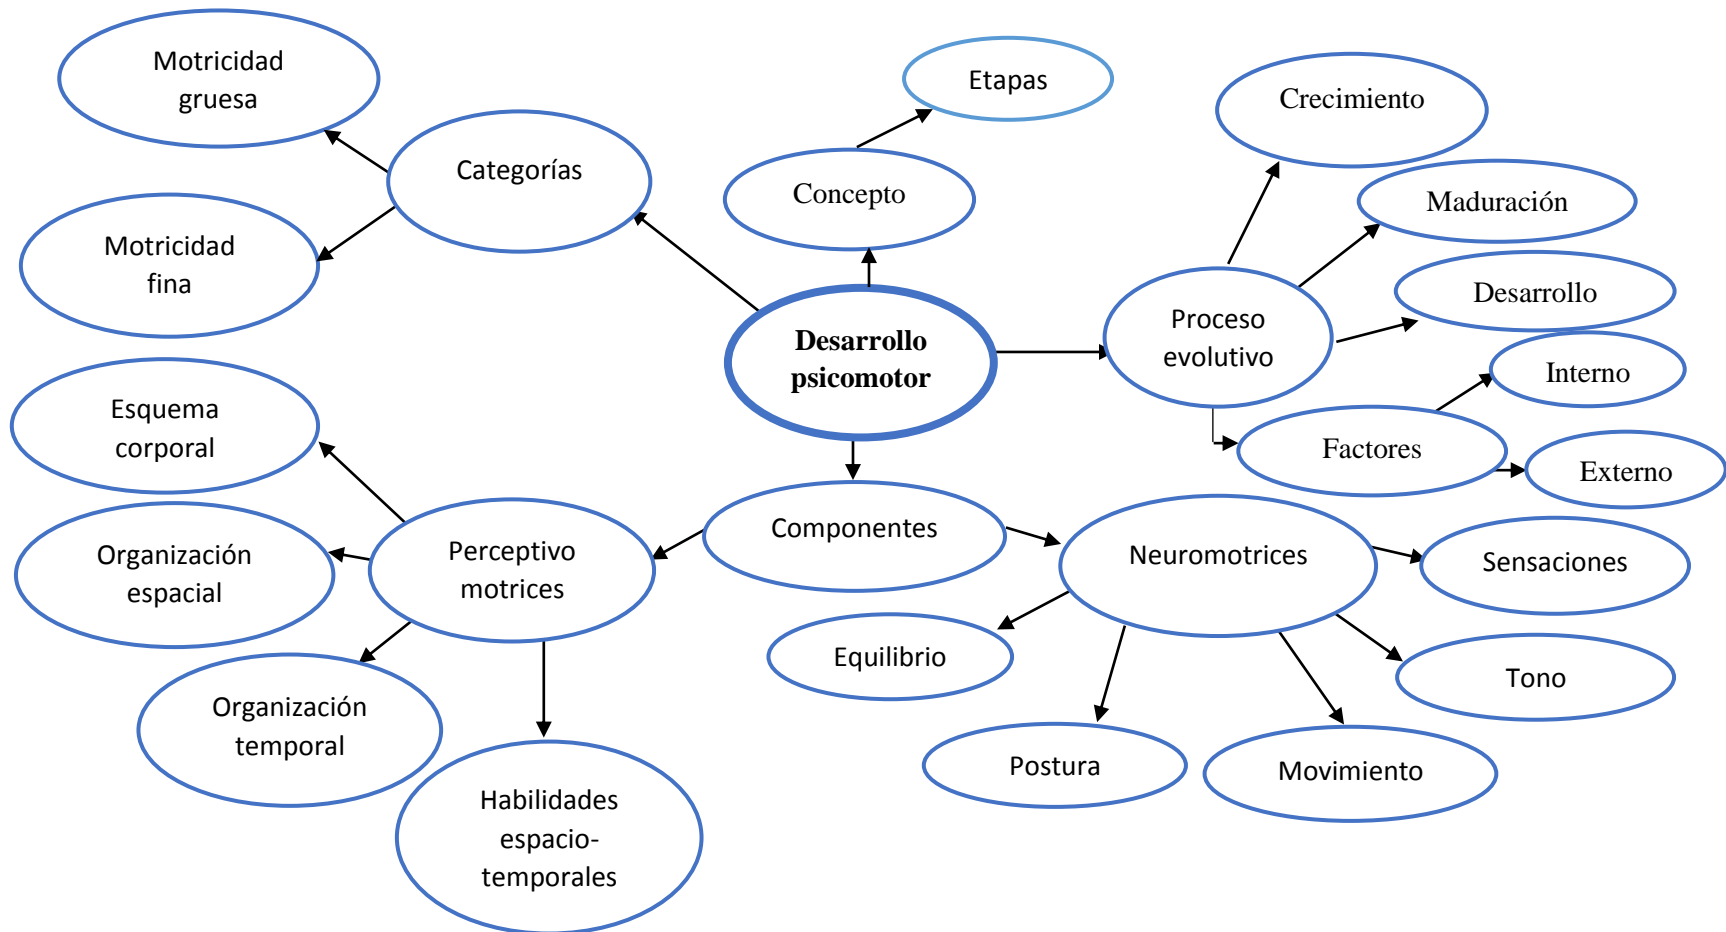 Motricidad
gruesa
Etapas
Crecimiento
Categorías
Concepto
Maduración
Motricidad
fina
Desarrollo
Proceso
evolutivo
Desarrollo
psicomotor
Interno
Esquema
corporal
Factores
Externo
Componentes
Perceptivo
motrices
Neuromotrices
Sensaciones
Organización
espacial
Equilibrio
Tono
Organización
temporal
Postura
Movimiento
Habilidades
espacio-
temporales